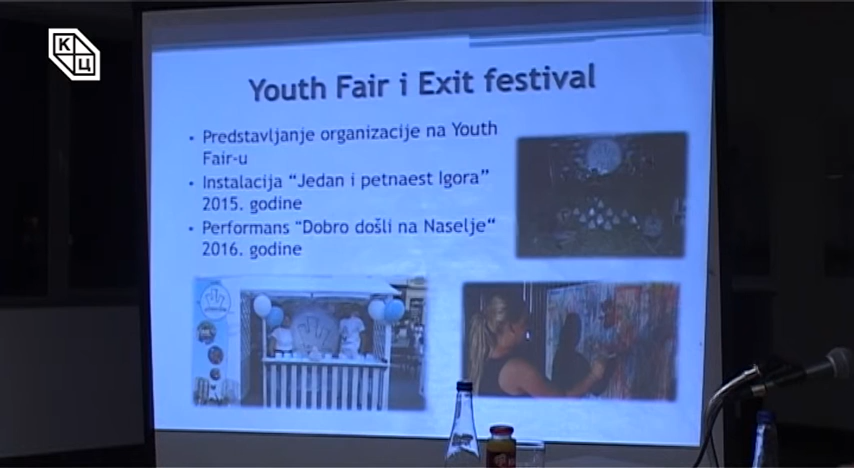 К
Ц
Youth Fair i Exit festival
• Predstavljanje organizacije na Youth
Fair-u
• Instalacija “Jedan i petnaest Igora”
2015. godine
• Performans “Dobro došli na Naselje“
2016. godine